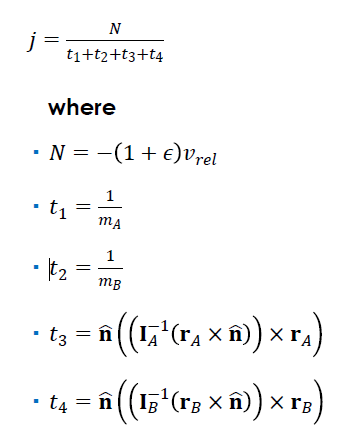 j = N / (t₁+t₂+t₃+t₄)
where
▪ N = −(1 + ϵ)vᵣₑₗ
▪ t₁ = 1 / m_A
▪ t₂ = 1 / m_B
▪ t₃ = n̂((I_A⁻¹(r_A × n̂)) × r_A)
▪ t₄ = n̂((I_B⁻¹(r_B × n̂)) × r_B)